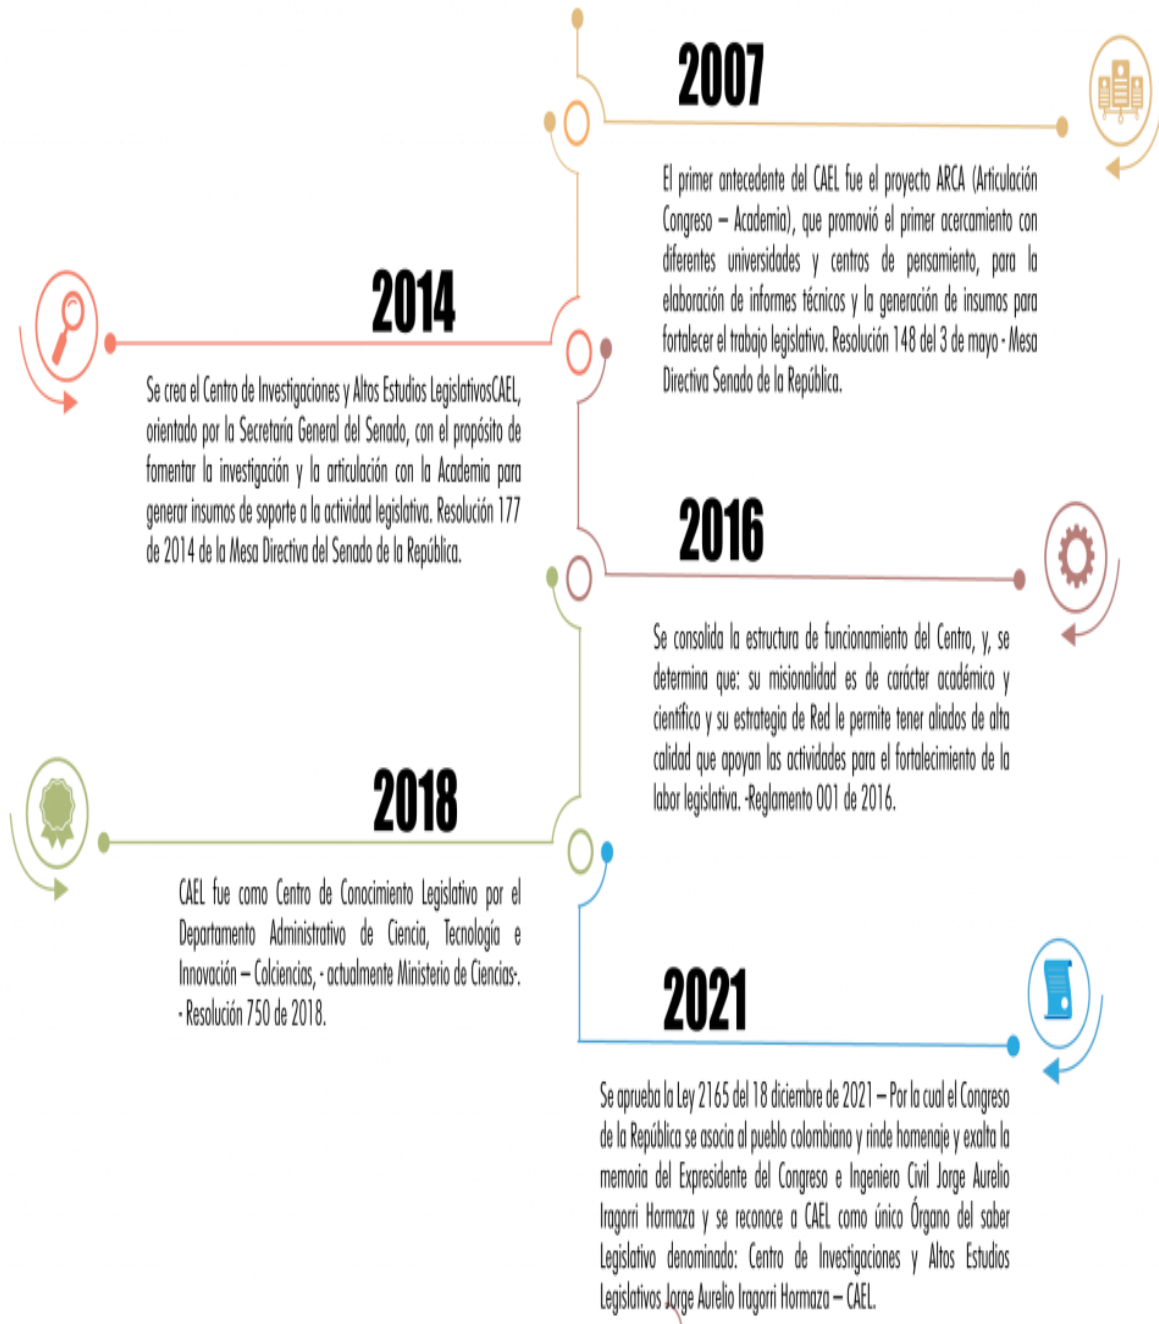 2007
El primer antecedente del CAEL fue el proyecto ARCA (Articulación
Congreso – Academia), que promovió el primer acercamiento con
diferentes universidades y centros de pensamiento, para la
elaboración de informes técnicos y la generación de insumos para
fortalecer el trabajo legislativo. Resolución 148 del 3 de mayo - Mesa
Directiva Senado de la República.
2014
Se crea el Centro de Investigaciones y Altos Estudios LegislativosCAEL,
orientado por la Secretaría General del Senado, con el propósito de
fomentar la investigación y la articulación con la Academia para
generar insumos de soporte a la actividad legislativa. Resolución 177
de 2014 de la Mesa Directiva del Senado de la República.
2016
Se consolida la estructura de funcionamiento del Centro, y, se
determina que: su misionalidad es de carácter académico y
científico y su estrategia de Red le permite tener aliados de alta
calidad que apoyan las actividades para el fortalecimiento de la
labor legislativa. -Reglamento 001 de 2016.
2018
CAEL fue como Centro de Conocimiento Legislativo por el
Departamento Administrativo de Ciencia, Tecnología e
Innovación – Colciencias, - actualmente Ministerio de Ciencias-.
- Resolución 750 de 2018.
2021
Se aprueba la Ley 2165 del 18 diciembre de 2021 – Por la cual el Congreso
de la República se asocia al pueblo colombiano y rinde homenaje y exalta la
memoria del Expresidente del Congreso e Ingeniero Civil Jorge Aurelio
Iragorri Hormaza y se reconoce a CAEL como único Órgano del saber
Legislativo denominado: Centro de Investigaciones y Altos Estudios
Legislativos Jorge Aurelio Iragorri Hormaza – CAEL.